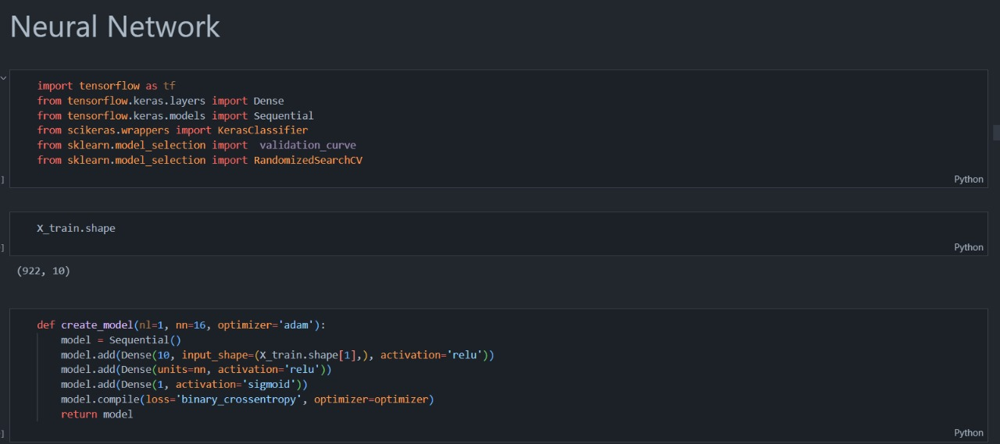 Neural Network
import tensorflow as tf
from tensorflow.keras.layers import Dense
from tensorflow.keras.models import Sequential
from scikeras.wrappers import KerasClassifier
from sklearn.model_selection import  validation_curve
from sklearn.model_selection import RandomizedSearchCV
]
Python
X_train.shape
]
Python
(922, 10)
def create_model(nl=1, nn=16, optimizer='adam'):
    model = Sequential()
    model.add(Dense(10, input_shape=(X_train.shape[1],), activation='relu'))
    model.add(Dense(units=nn, activation='relu'))
    model.add(Dense(1, activation='sigmoid'))
    model.compile(loss='binary_crossentropy', optimizer=optimizer)
    return model
]
Python